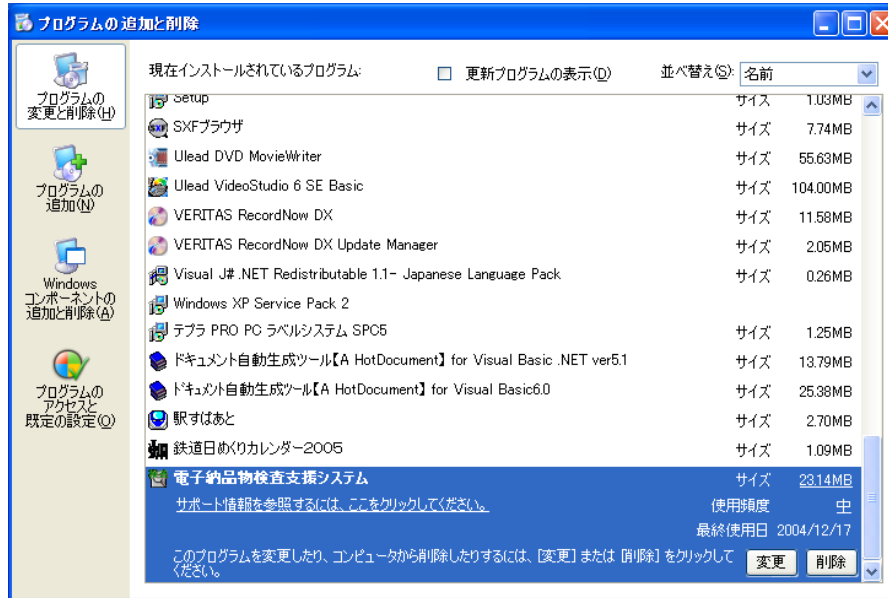 プログラムの追加と削除
プログラムの
変更と削除(H)
プログラムの
追加(N)
Windows
コンポーネントの
追加と削除(A)
プログラムの
アクセスと
既定の設定(O)
現在インストールされているプログラム:
更新プログラムの表示(D)
並べ替え(S): 名前
Setup サイズ 1.03MB
SXFブラウザ サイズ 7.74MB
Ulead DVD MovieWriter サイズ 55.63MB
Ulead VideoStudio 6 SE Basic サイズ 104.00MB
VERITAS RecordNow DX サイズ 11.58MB
VERITAS RecordNow DX Update Manager サイズ 2.05MB
Visual J# .NET Redistributable 1.1- Japanese Language Pack サイズ 0.26MB
Windows XP Service Pack 2
テプラ PRO PC ラベルシステム SPC5 サイズ 1.25MB
ドキュメント自動生成ツール【A HotDocument】 for Visual Basic .NET ver5.1 サイズ 13.79MB
ドキュメント自動生成ツール【A HotDocument】 for Visual Basic6.0 サイズ 25.38MB
駅すぱあと サイズ 2.70MB
鉄道日めくりカレンダー2005 サイズ 1.09MB
電子納品物検査支援システム サイズ 23.14MB
サポート情報を参照するには、ここをクリックしてください。 使用頻度 中
最終使用日 2004/12/17
このプログラムを変更したり、コンピュータから削除したりするには、[変更] または [削除] をクリックして
ください。
変更 削除